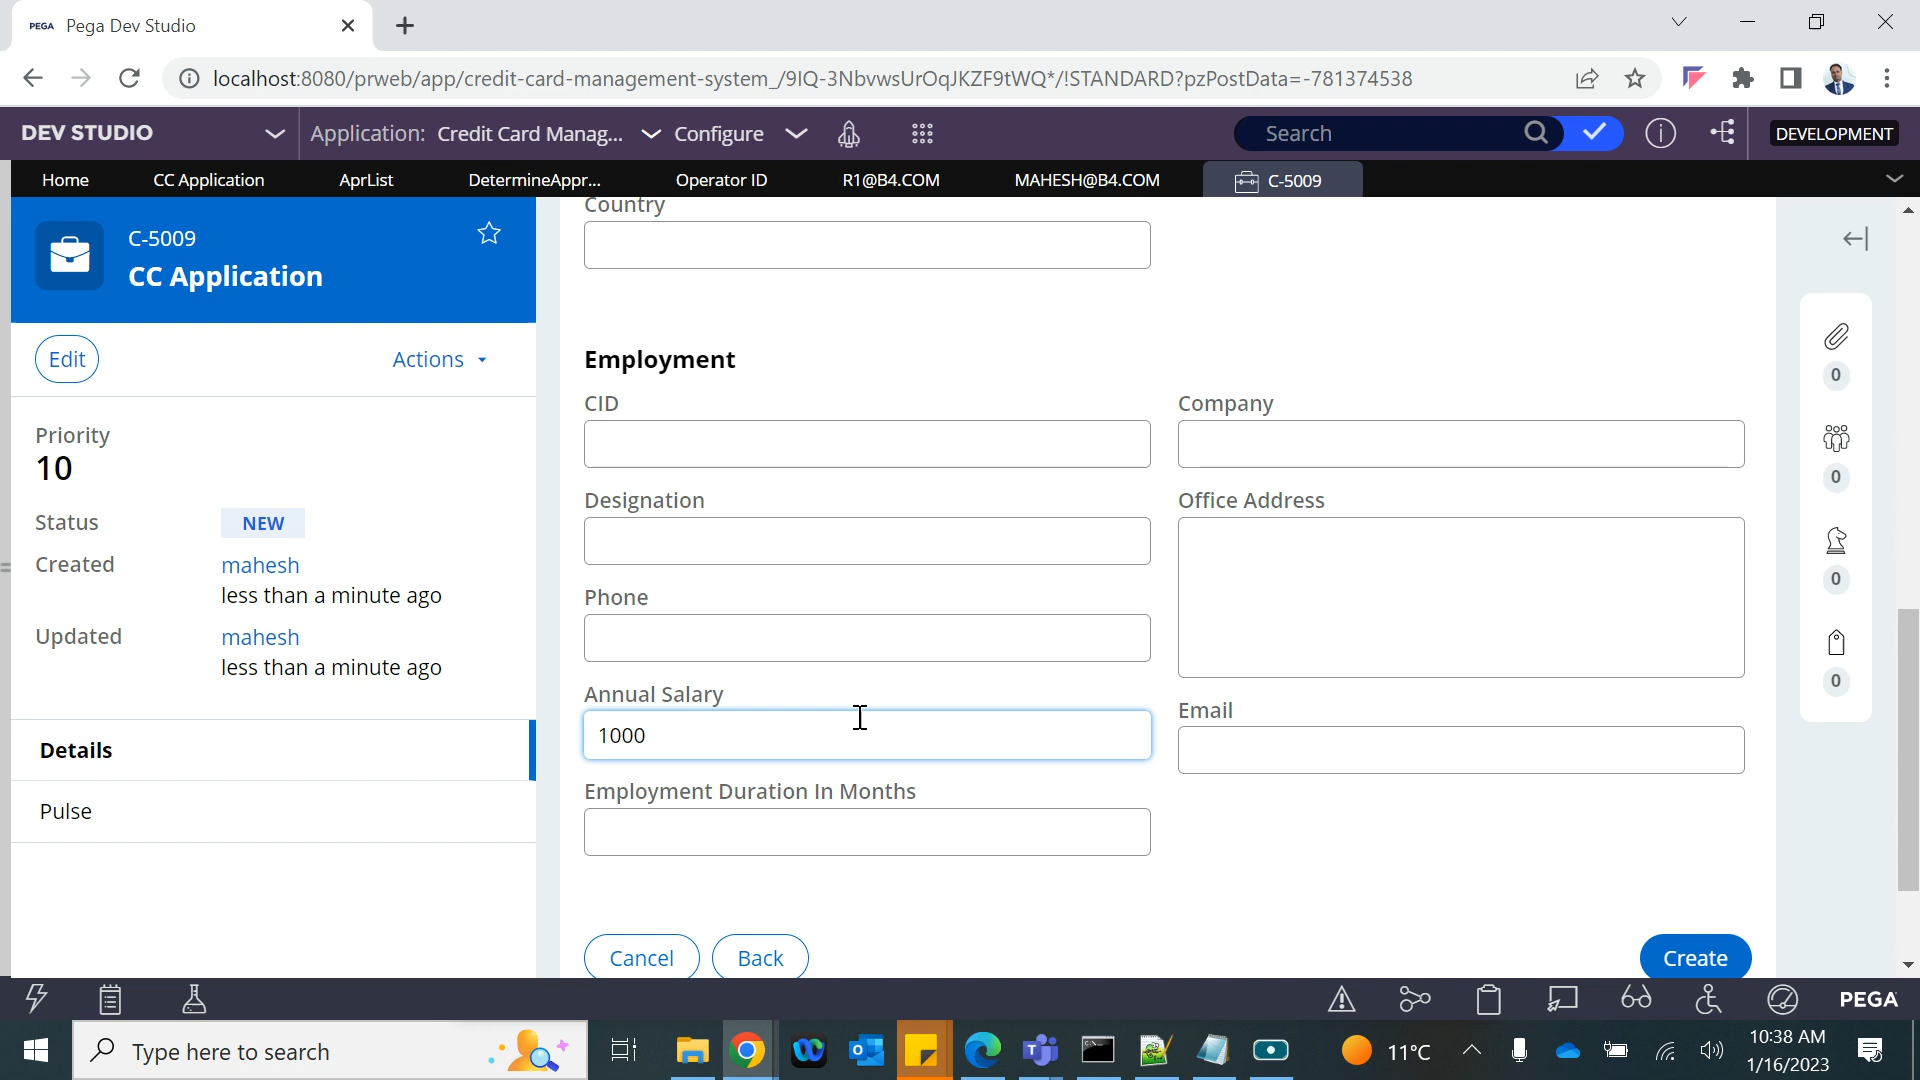 PEGA Pega Dev Studio
localhost:8080/prweb/app/credit-card-management-system_/9IQ-3NbvwsUrOqJKZF9tWQ*/!STANDARD?pzPostData=-781374538
DEV STUDIO Application: Credit Card Manag... Configure Search DEVELOPMENT
Home CC Application AprList DetermineAppr... Operator ID R1@B4.COM MAHESH@B4.COM C-5009
C-5009
CC Application
Edit Actions
Priority
10
Status NEW
Created mahesh
less than a minute ago
Updated mahesh
less than a minute ago
Details
Pulse
Country
Employment
CID Company
Designation Office Address
Phone
Annual Salary Email
1000
Employment Duration In Months
Cancel Back Create
0
0
0
0
PEGA
Type here to search 11°C 10:38 AM
1/16/2023